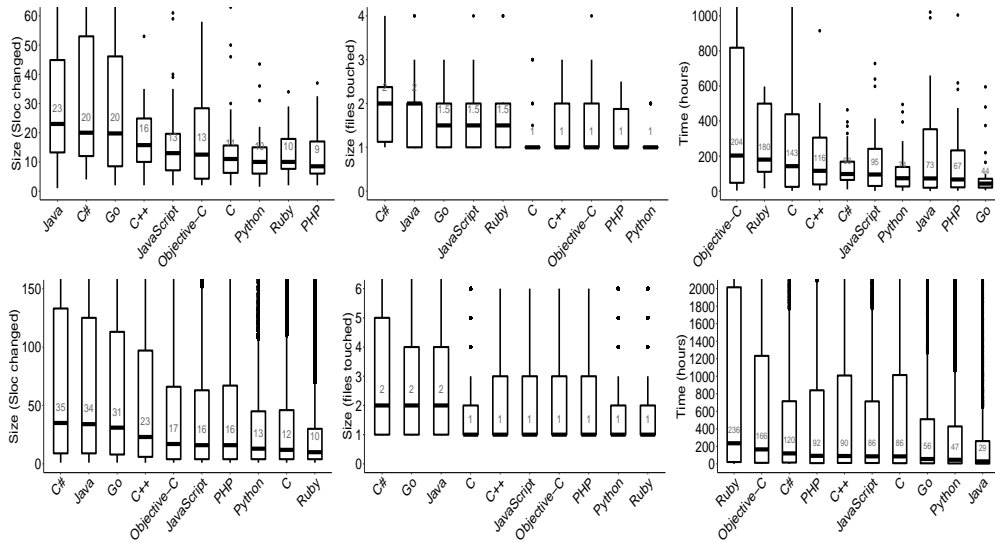 Size (Sloc changed)
60
50
40
30
20
10
0
23
20
20
16
13
13
11
10
10
9
Java
C#
Go
C++
JavaScript
Objective-C
C
Python
Ruby
PHP
Size (files touched)
4
3
2
1
0
2
2
1.5
1.5
1.5
1
1
1
1
1
C#
Java
Go
JavaScript
Ruby
C
C++
Objective-C
PHP
Python
Time (hours)
1000
800
600
400
200
0
204
180
143
116
95
73
67
44
Objective-C
Ruby
C
C++
C#
JavaScript
Python
Java
PHP
Go
Size (Sloc changed)
150
100
50
0
35
34
31
23
17
16
16
13
12
10
C#
Java
Go
C++
Objective-C
JavaScript
PHP
Python
C
Ruby
Size (files touched)
6
5
4
3
2
1
0
2
2
2
1
1
1
1
1
1
1
C#
Go
Java
C
C++
JavaScript
Objective-C
PHP
Python
Ruby
Time (hours)
2000
1800
1600
1400
1200
1000
800
600
400
200
0
236
166
120
92
90
86
86
56
47
29
Ruby
Objective-C
C#
PHP
C++
JavaScript
C
Go
Python
Java